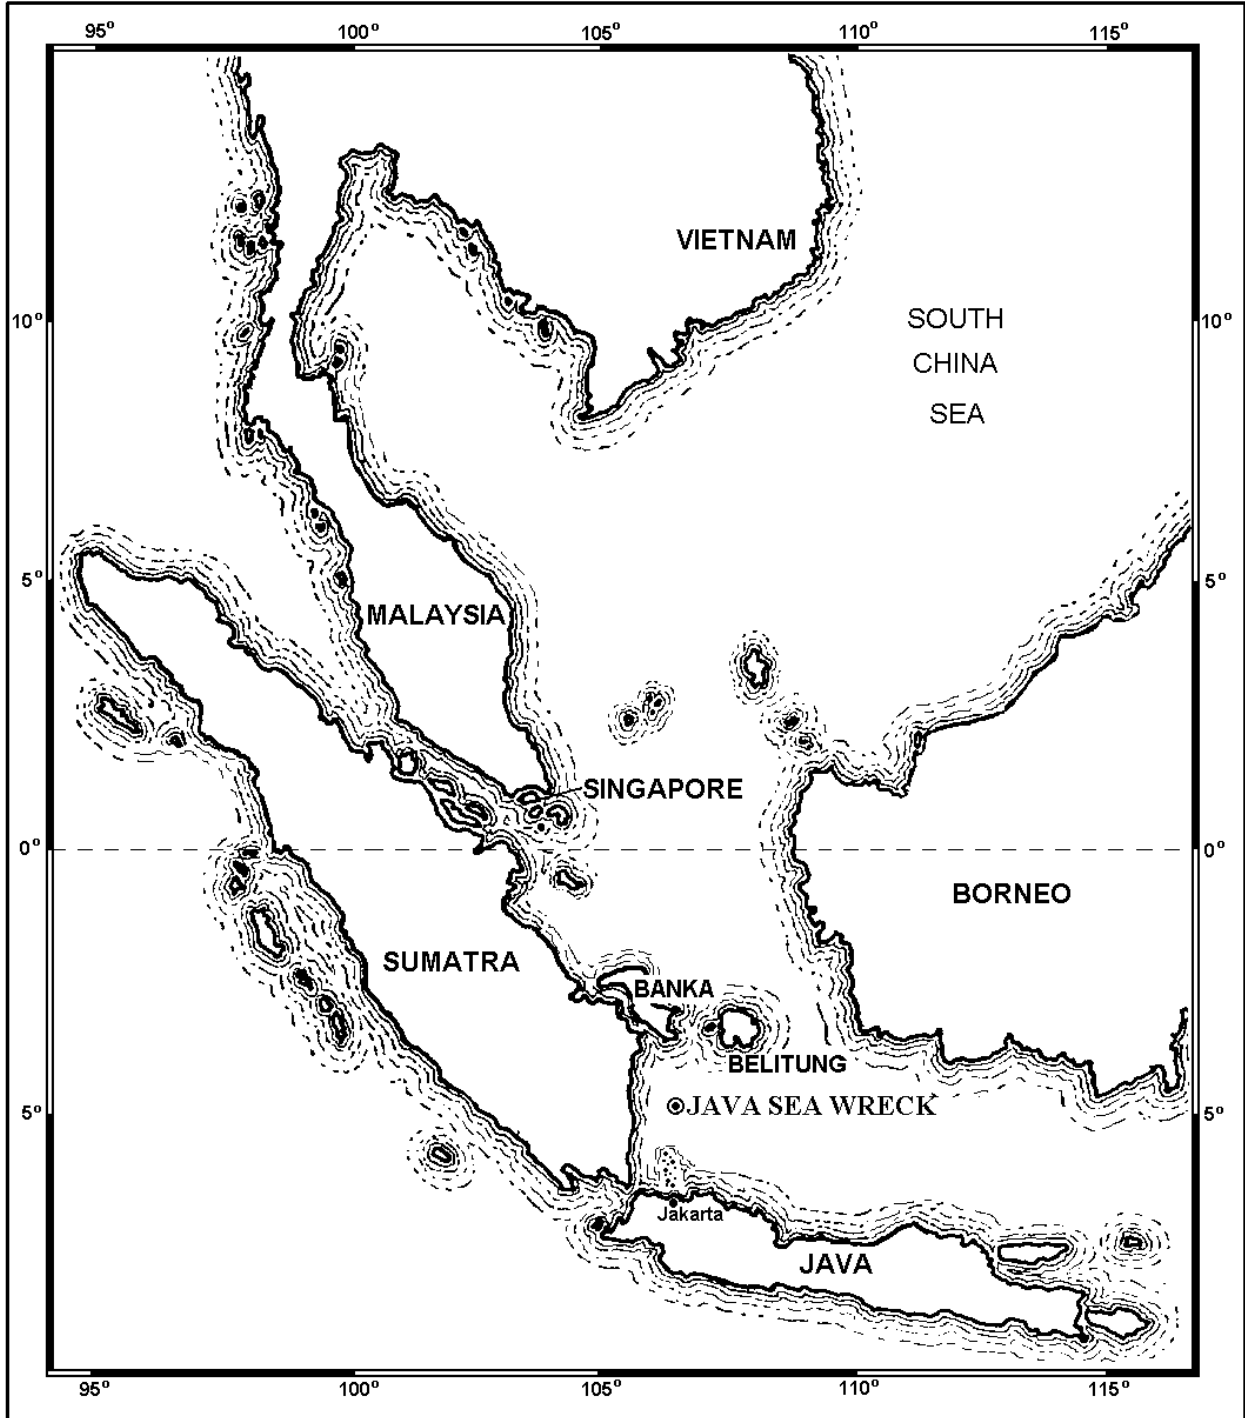 95° 100° 105° 110° 115°
VIETNAM
10° SOUTH 10°
CHINA
SEA
5° 5°
MALAYSIA
SINGAPORE
0° 0°
BORNEO
SUMATRA
BANKA
BELITUNG
5° JAVA SEA WRECK 5°
Jakarta
JAVA
95° 100° 105° 110° 115°